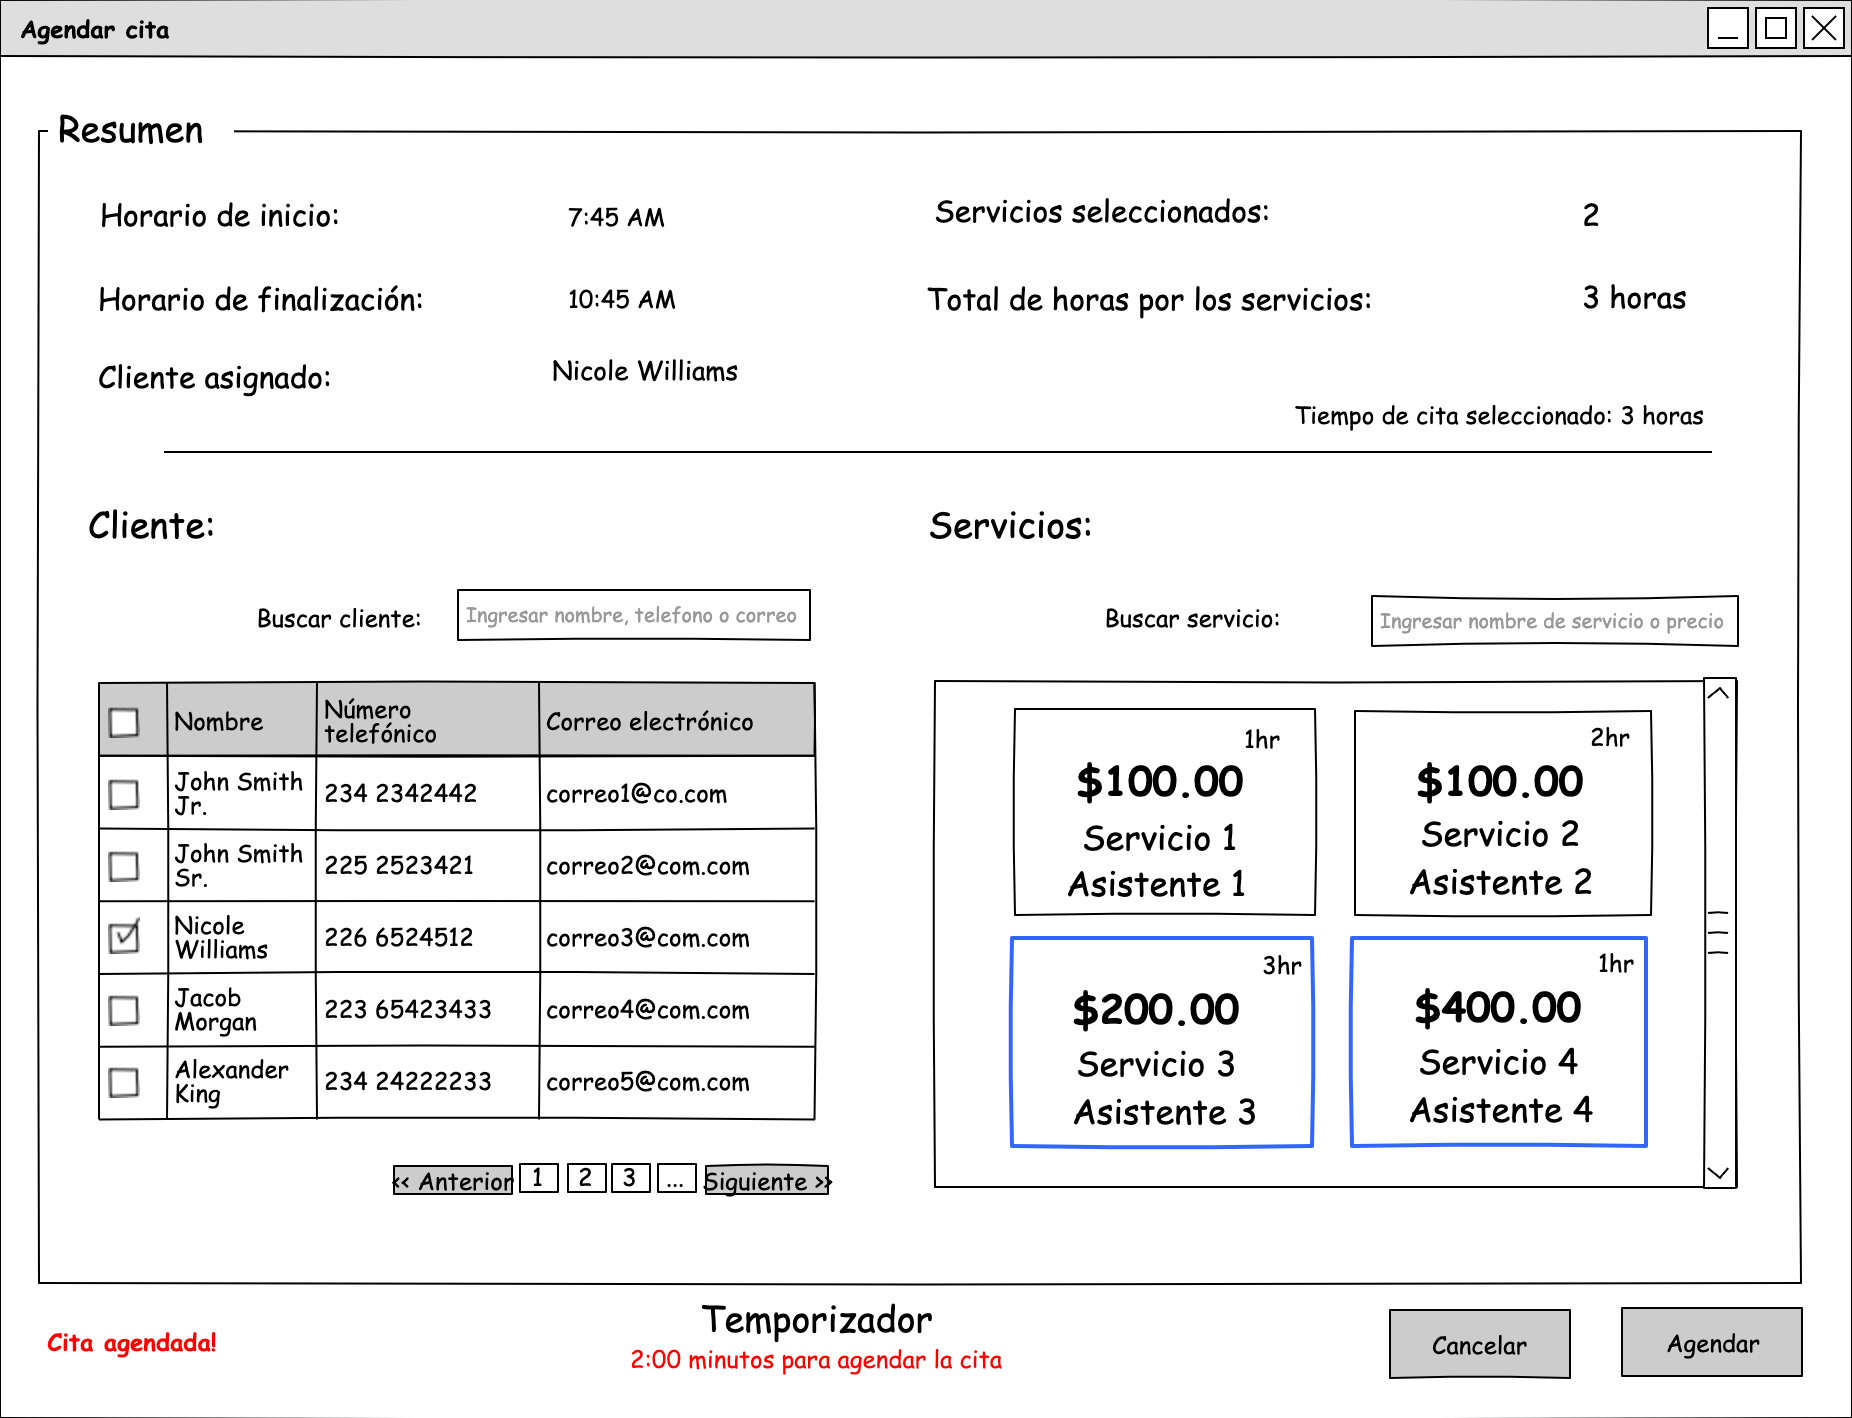 Agendar cita
Resumen
Horario de inicio:
7:45 AM
Servicios seleccionados:
2
Horario de finalización:
10:45 AM
Total de horas por los servicios:
3 horas
Cliente asignado:
Nicole Williams
Tiempo de cita seleccionado: 3 horas
Cliente:
Servicios:
Buscar cliente:
Ingresar nombre, telefono o correo
Buscar servicio:
Ingresar nombre de servicio o precio
Nombre
Número
telefónico
Correo electrónico
John Smith
Jr.
234 2342442
correo1@co.com
John Smith
Sr.
225 2523421
correo2@com.com
Nicole
Williams
226 6524512
correo3@com.com
Jacob
Morgan
223 65423433
correo4@com.com
Alexander
King
234 24222233
correo5@com.com
<< Anterior
1
2
3
...
Siguiente >>
1hr
$100.00
Servicio 1
Asistente 1
2hr
$100.00
Servicio 2
Asistente 2
3hr
$200.00
Servicio 3
Asistente 3
1hr
$400.00
Servicio 4
Asistente 4
Cita agendada!
Temporizador
2:00 minutos para agendar la cita
Cancelar
Agendar